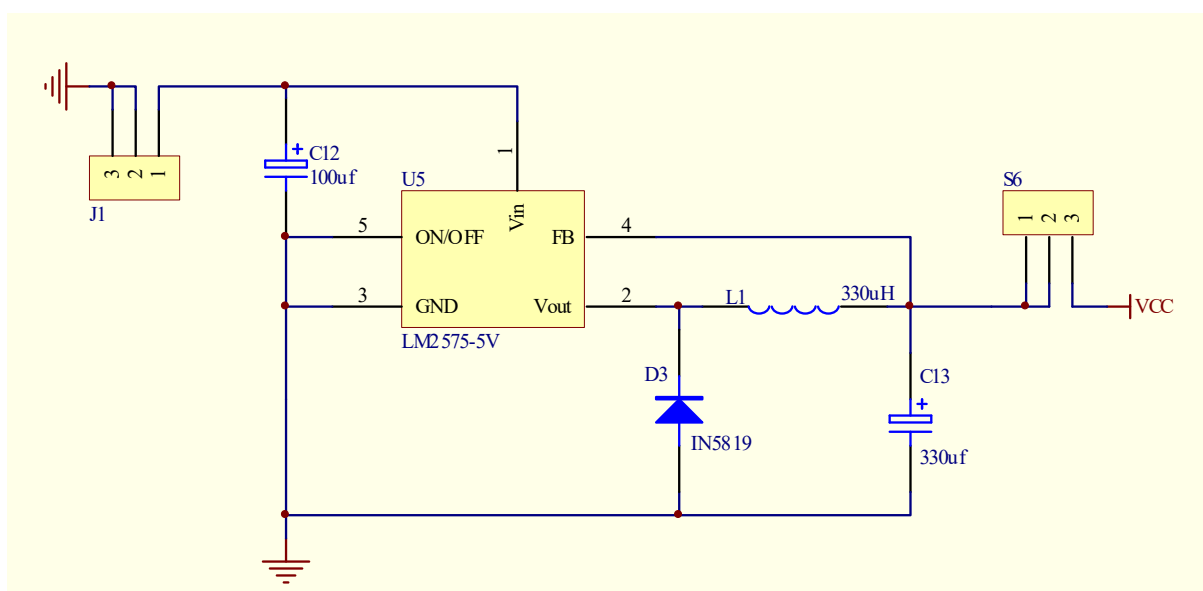 3 2 1
J1
+
C12
100uf
U5
1
Vin
5
ON/OFF
FB
4
3
GND
Vout
2
LM2575-5V
L1
330uH
S6
1 2 3
VCC
D3
IN5819
C13
+
330uf